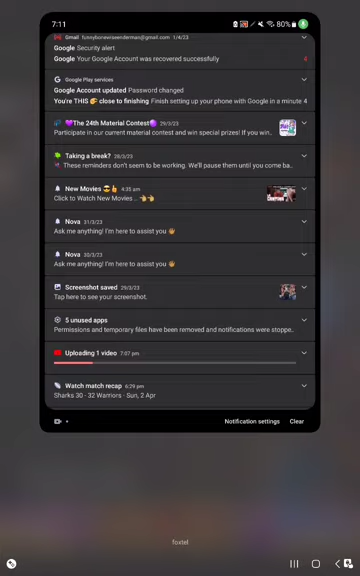 7:11 80%
Gmail funnybonevrissenderman@gmail.com 1/4/23
Google Security alert
Google Your Google Account was recovered successfully 4
G Google Play services
Google Account updated Password changed
You're THIS 🤏 close to finishing Finish setting up your phone with Google in a minute 4
💜The 24th Material Contest🔮 29/3/23
Participate in our current material contest and win special prizes! If you win..
Taking a break? 28/3/23
These reminders don't seem to be working. We'll pause them until you come ba..
New Movies 😎👍 4:35 am
Click to Watch New Movies .. 👈👈
Nova 31/3/23
Ask me anything! I'm here to assist you 👋
Nova 30/3/23
Ask me anything! I'm here to assist you 👋
Screenshot saved 29/3/23
Tap here to see your screenshot.
5 unused apps
Permissions and temporary files have been removed and notifications were stoppe..
Uploading 1 video 7:07 pm
Watch match recap 6:29 pm
Sharks 30 - 32 Warriors · Sun, 2 Apr
Notification settings Clear
foxtel